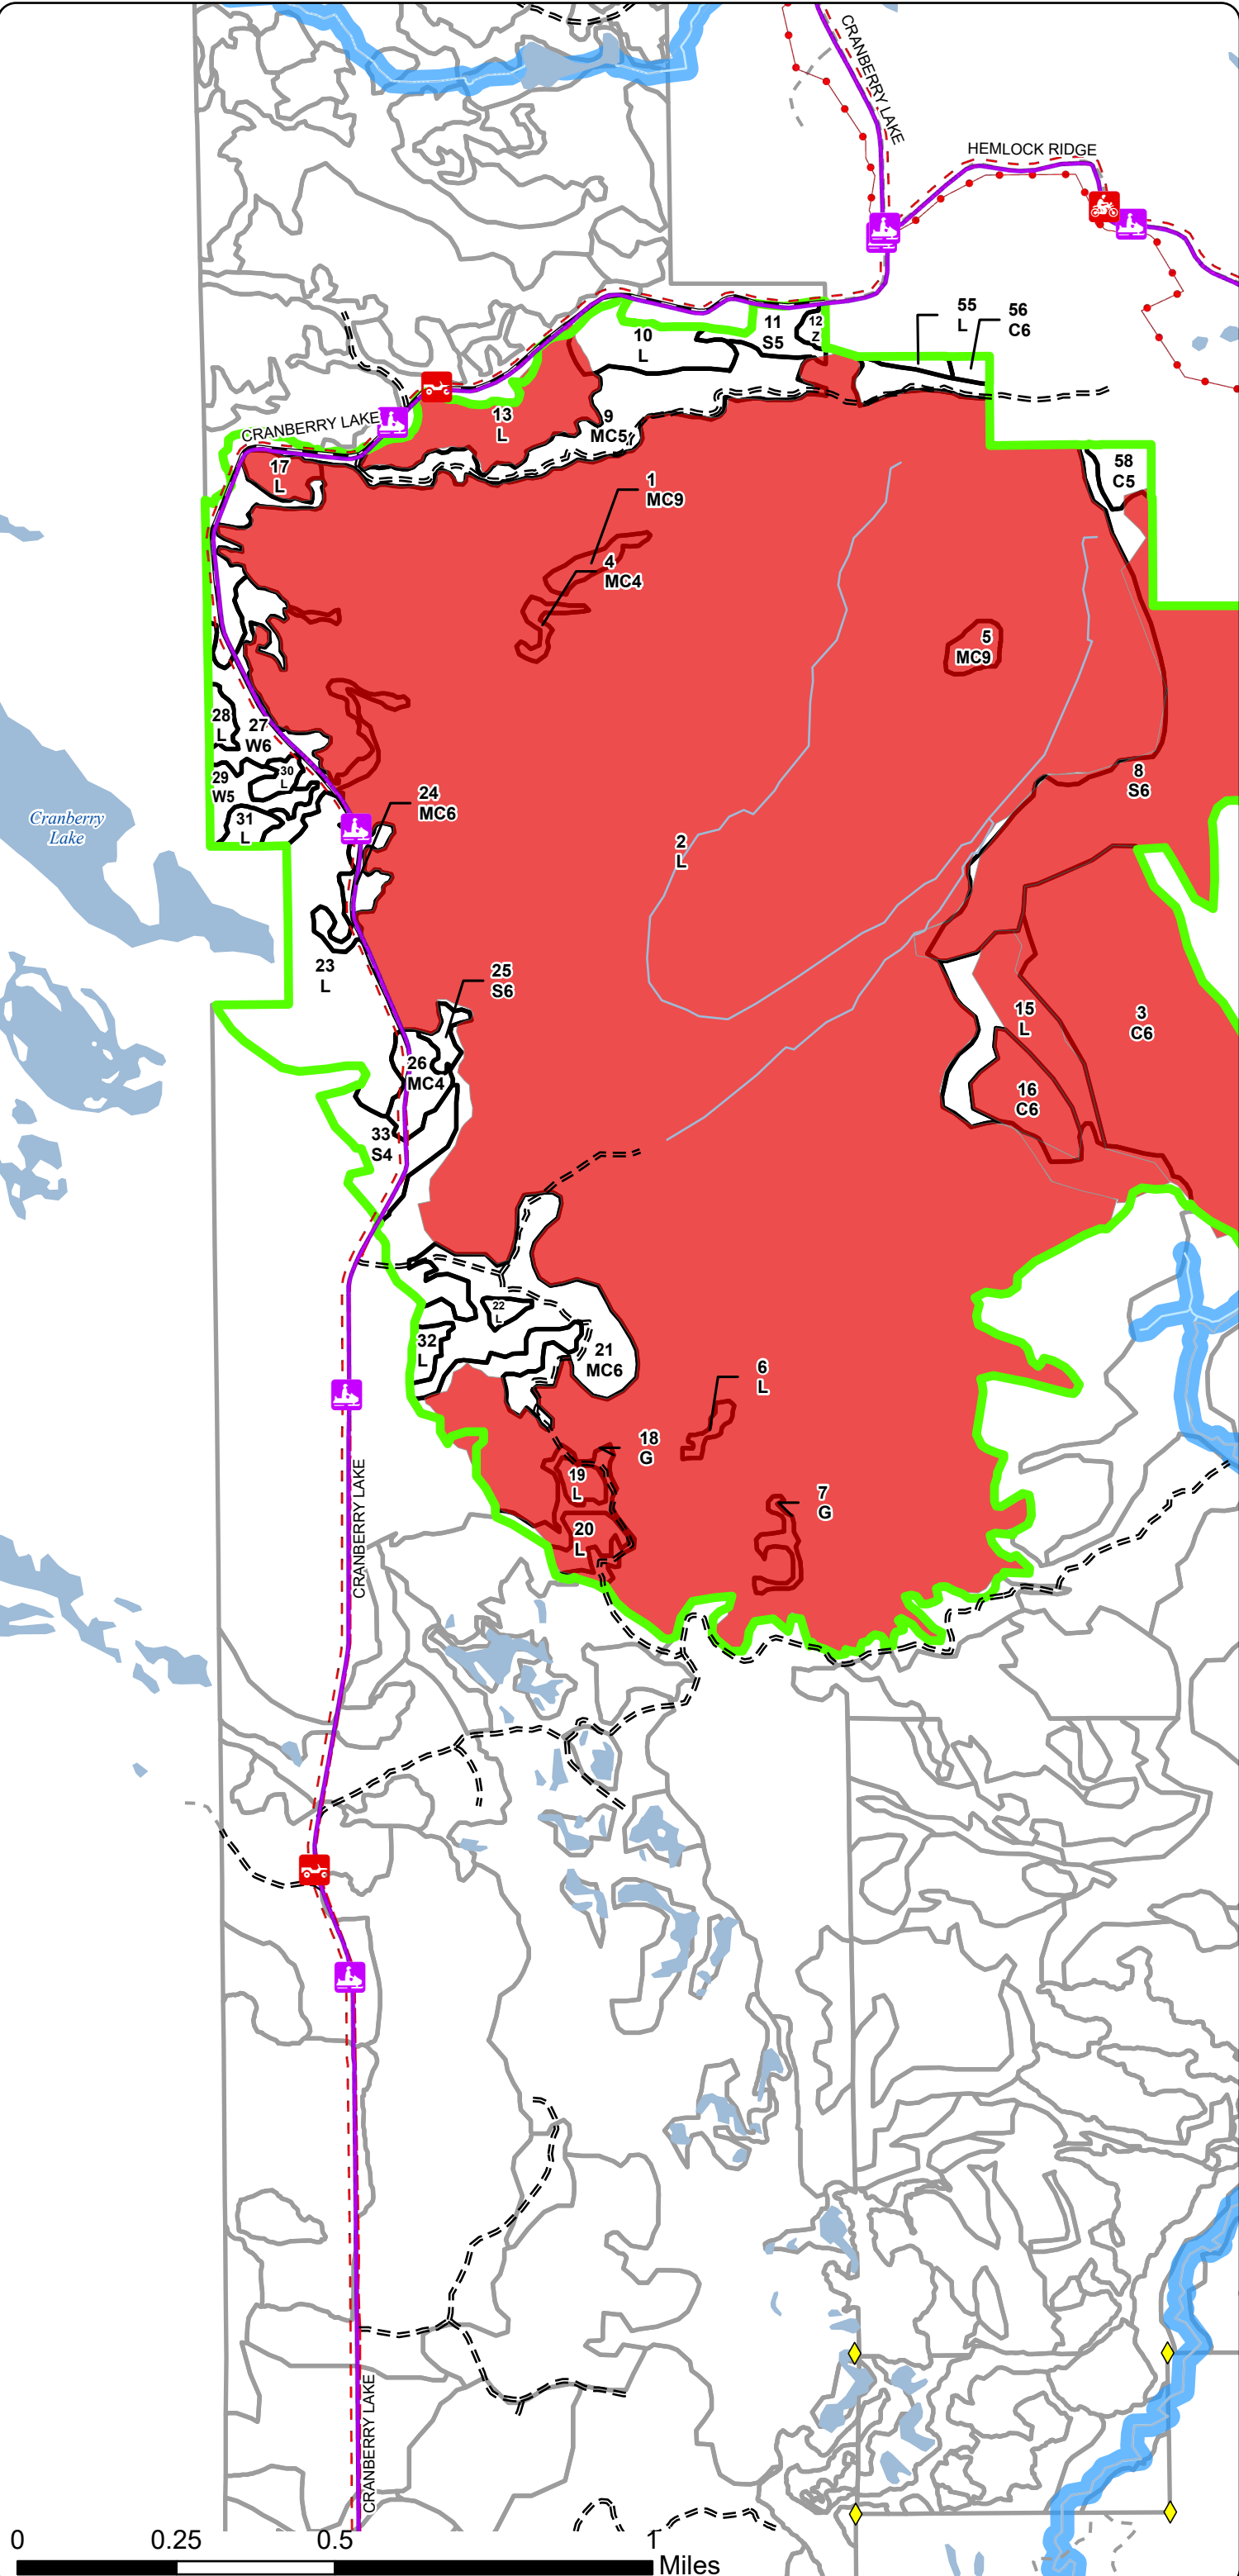 CRANBERRY LAKE
HEMLOCK RIDGE
55
L
56
C6
10
L
11
S5
12
Z
CRANBERRY LAKE
13
L
9
MC5
17
L
58
C5
1
MC9
4
MC4
5
MC9
28
L
27
W6
29
W5
30
L
31
L
24
MC6
Cranberry
Lake
2
L
8
S6
23
L
25
S6
15
L
3
C6
26
MC4
16
C6
33
S4
22
L
32
L
21
MC6
6
L
18
G
19
L
7
G
20
L
CRANBERRY LAKE
CRANBERRY LAKE
0 0.25 0.5 1
Miles